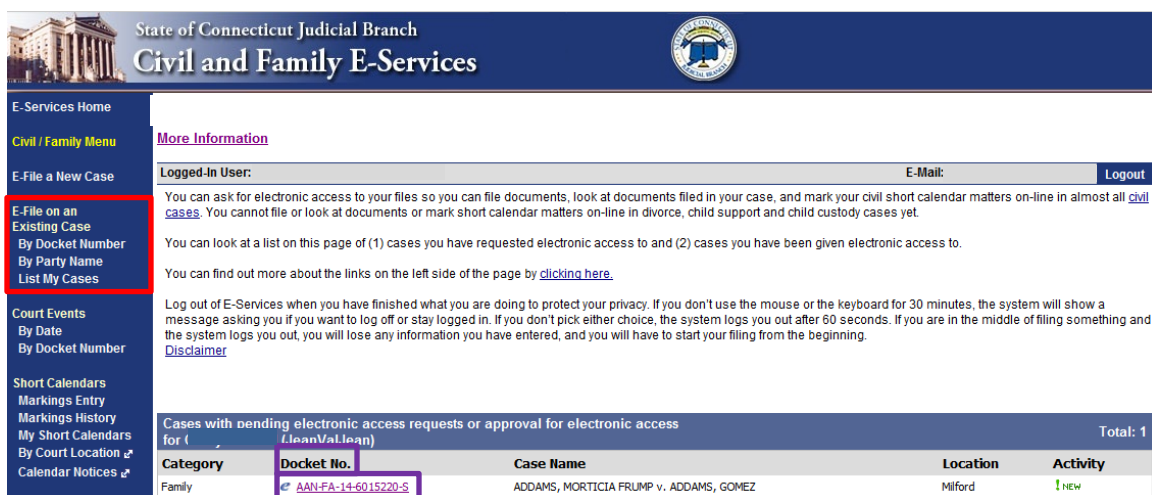 State of Connecticut Judicial Branch
Civil and Family E-Services
E-Services Home
Civil / Family Menu
E-File a New Case
E-File on an
Existing Case
By Docket Number
By Party Name
List My Cases
Court Events
By Date
By Docket Number
Short Calendars
Markings Entry
Markings History
My Short Calendars
By Court Location
Calendar Notices
More Information
Logged-In User: E-Mail: Logout
You can ask for electronic access to your files so you can file documents, look at documents filed in your case, and mark your civil short calendar matters on-line in almost all civil
cases. You cannot file or look at documents or mark short calendar matters on-line in divorce, child support and child custody cases yet.
You can look at a list on this page of (1) cases you have requested electronic access to and (2) cases you have been given electronic access to.
You can find out more about the links on the left side of the page by clicking here.
Log out of E-Services when you have finished what you are doing to protect your privacy. If you don't use the mouse or the keyboard for 30 minutes, the system will show a
message asking you if you want to log off or stay logged in. If you don't pick either choice, the system logs you out after 60 seconds. If you are in the middle of filing something and
the system logs you out, you will lose any information you have entered, and you will have to start your filing from the beginning.
Disclaimer
Cases with pending electronic access requests or approval for electronic access
for (JeanValJean) Total: 1
Category Docket No. Case Name Location Activity
Family AAN-FA-14-6015220-S ADDAMS, MORTICIA FRUMP v. ADDAMS, GOMEZ Milford ! NEW